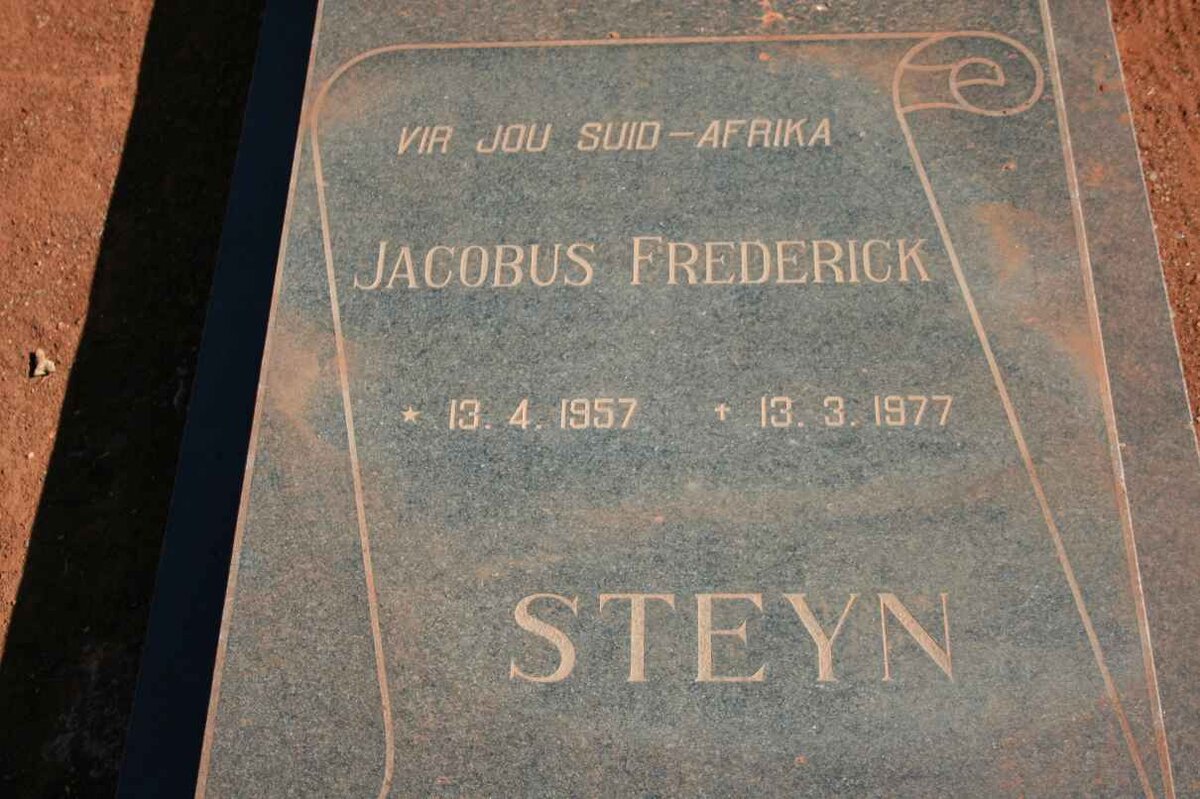 VIR JOU SUID-AFRIKA
JACOBUS FREDERICK
* 13. 4. 1957 † 13. 3. 1977
STEYN